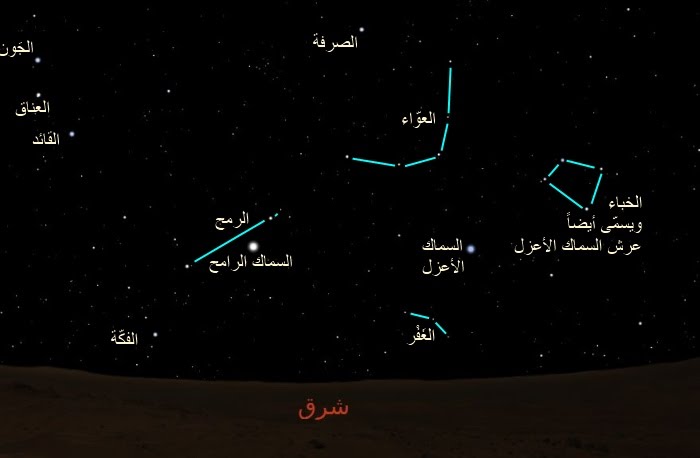 الصرفة
الجَون
العوّاء
العناق
القائد
الخباء
ويسمّى أيضاً
عرش السماك الأعزل
الرمح
السماك الرامح
السماك
الأعزل
الغَفْر
الفكّة
شرق